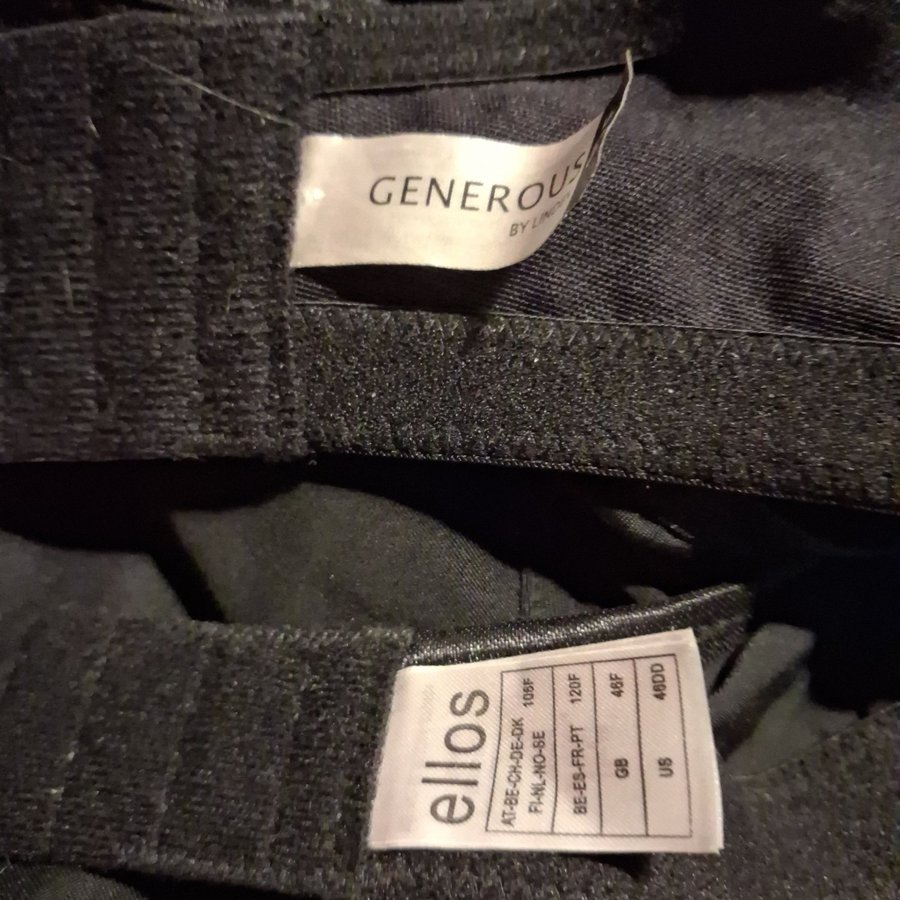 GENEROUS
BY
ellos
AT-BE-CH-DE-DK 105F
FI-NL-NO-SE
BE-ES-FR-PT 120F
GB 46F
US 46DD